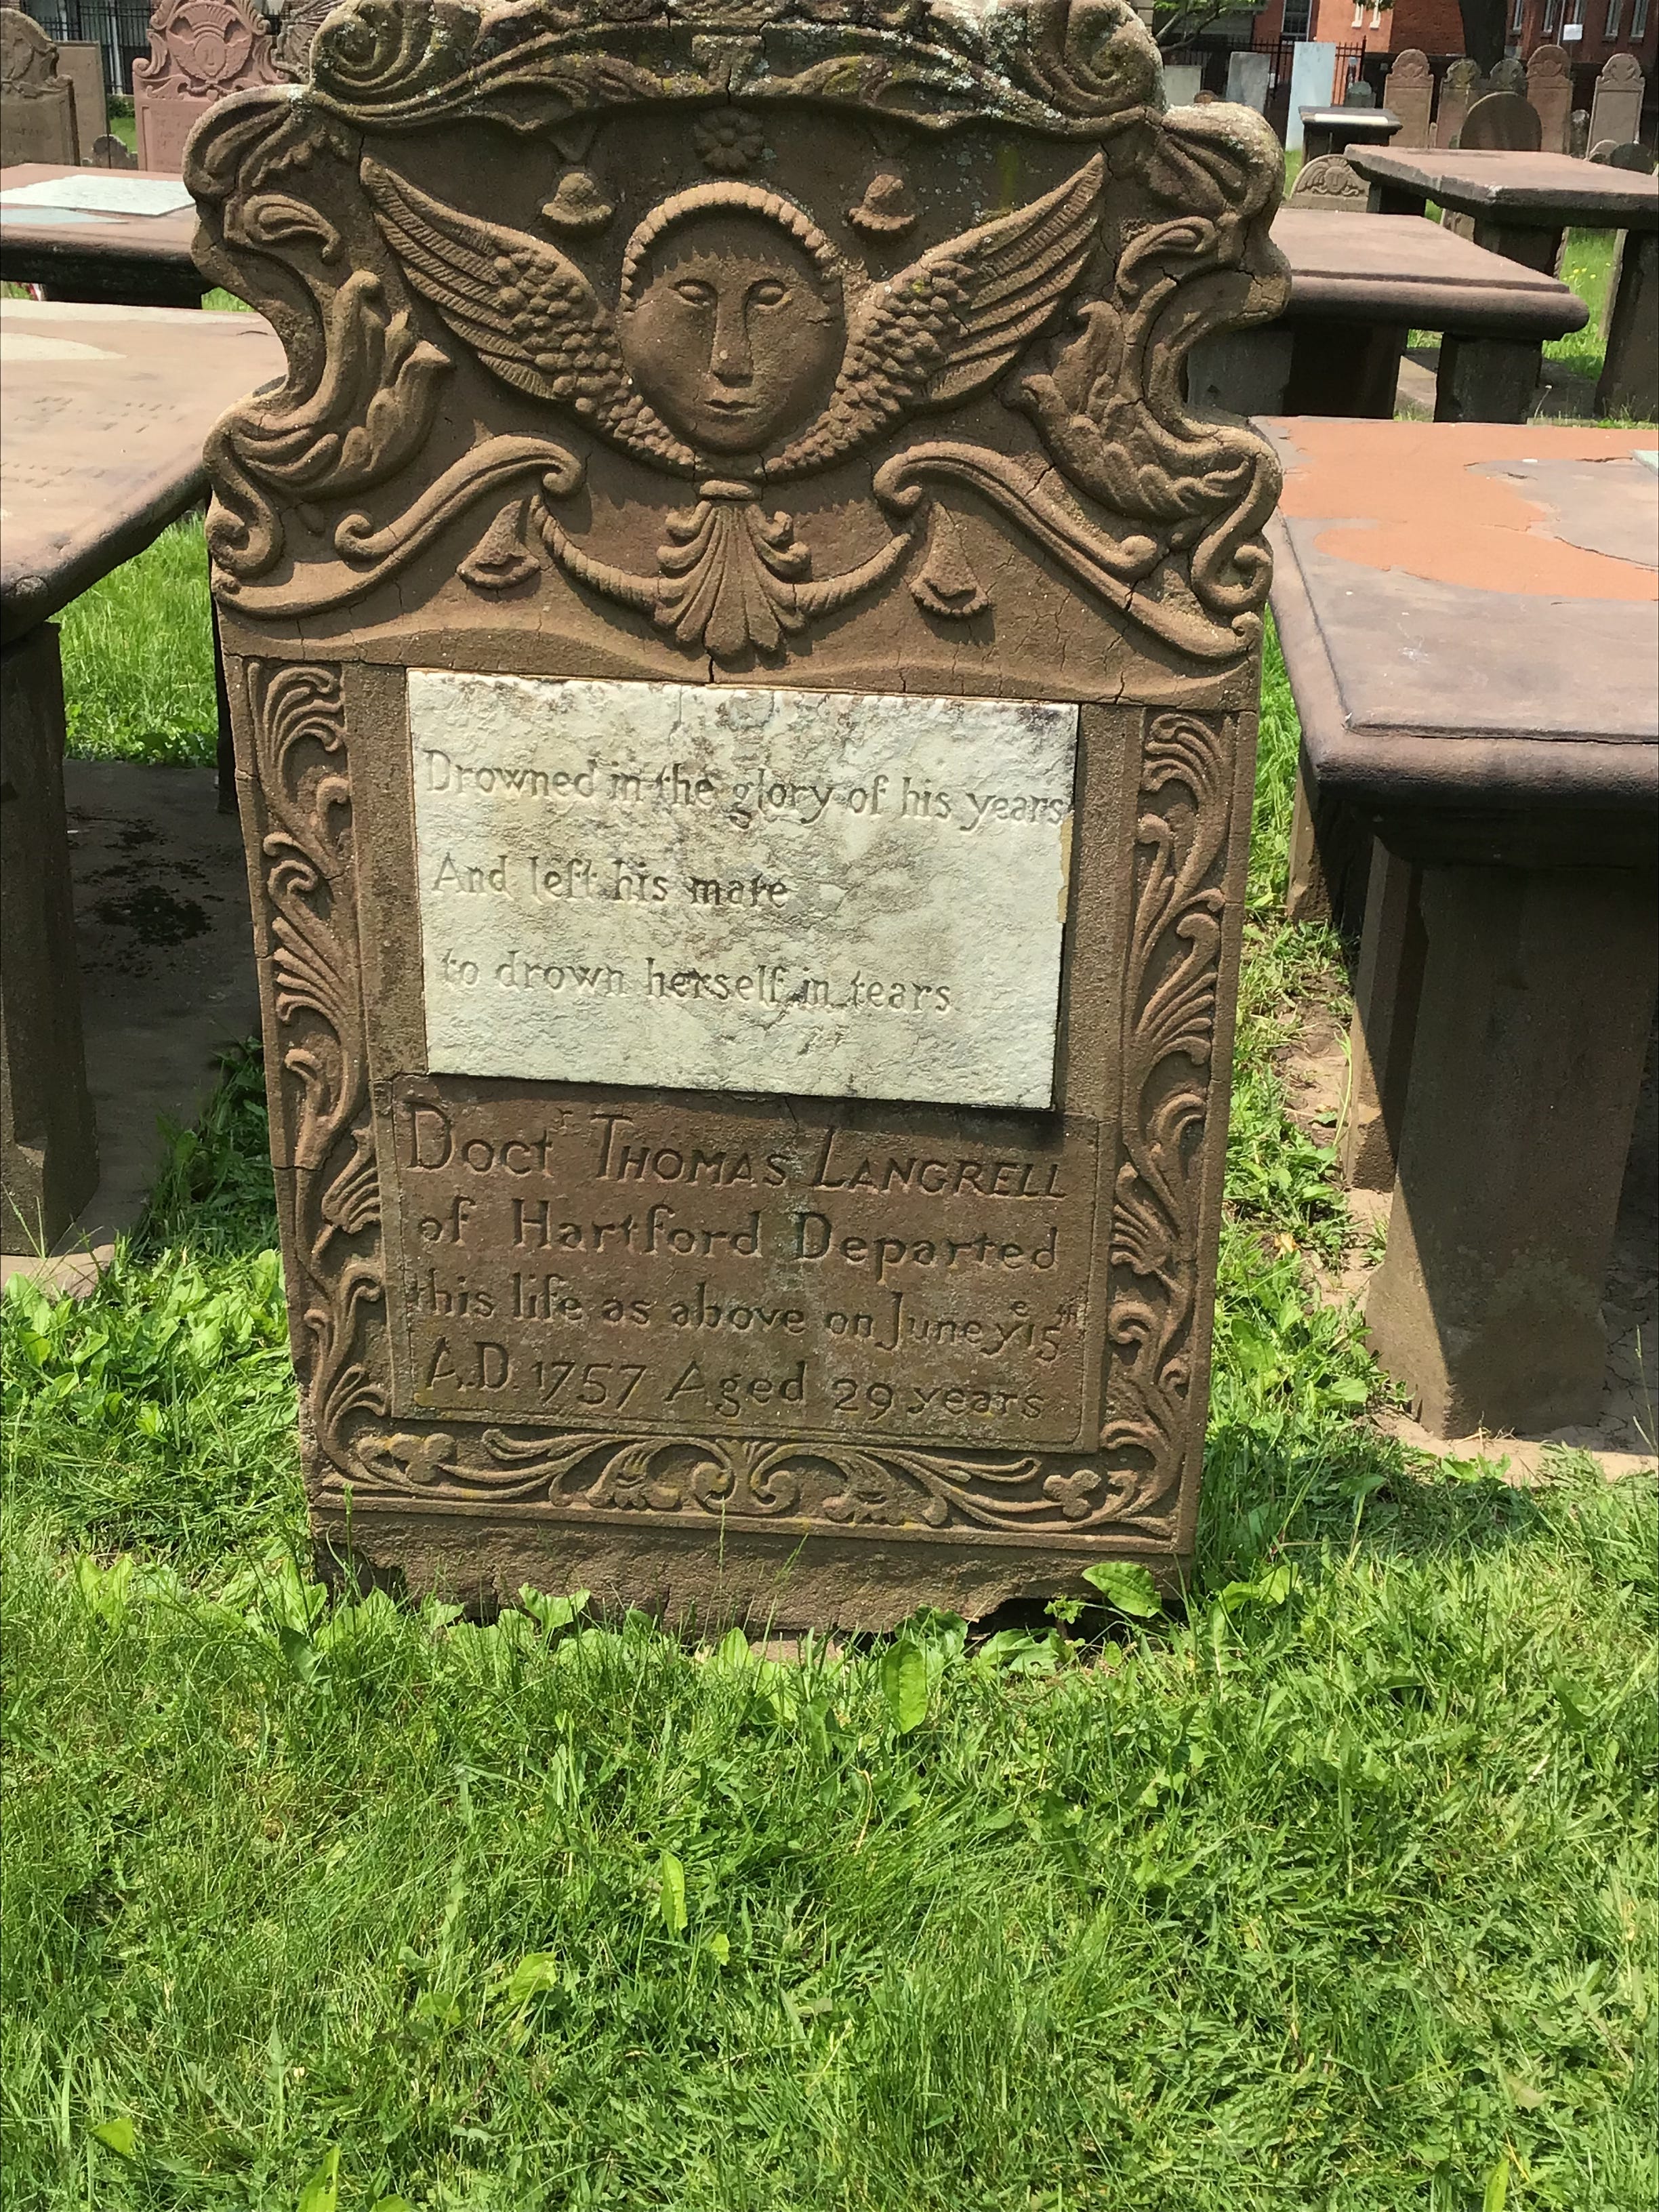 Drowned in the glory of his years
And left his mate
to drown herself in tears.
Doctr THOMAS LANGRELL
of Hartford Departed
this life as above on June ye 15th
A.D. 1757 Aged 29 years